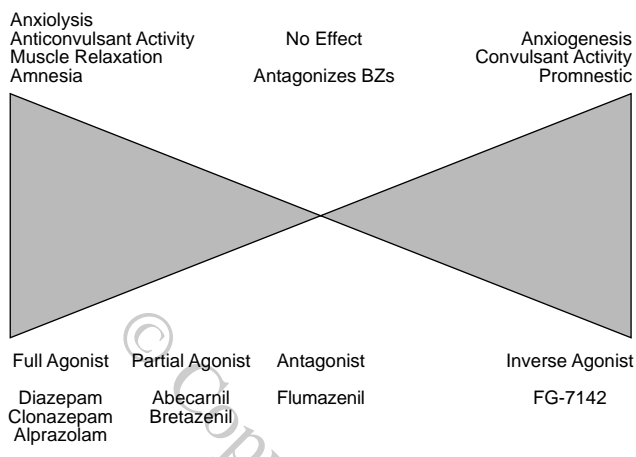 Anxiolysis
Anticonvulsant Activity
Muscle Relaxation
Amnesia
No Effect
Antagonizes BZs
Anxiogenesis
Convulsant Activity
Promnestic
© Cop
Full Agonist
Diazepam
Clonazepam
Alprazolam
Partial Agonist
Abecarnil
Bretazenil
Antagonist
Flumazenil
Inverse Agonist
FG-7142